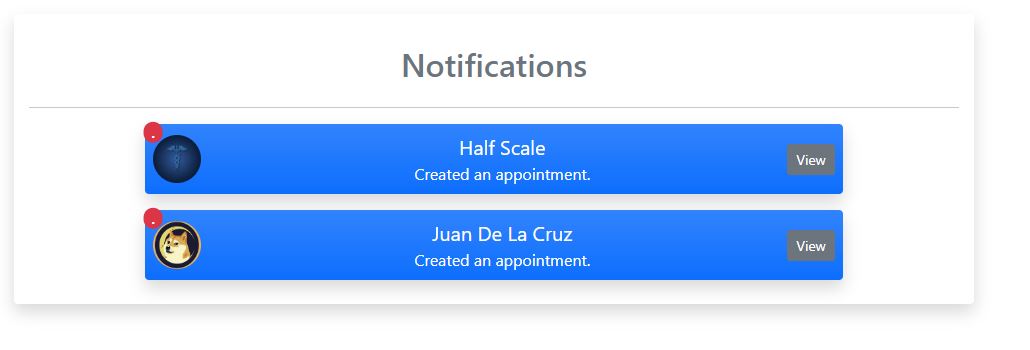 Notifications
.
Half Scale
Created an appointment.
View
.
Juan De La Cruz
Created an appointment.
View